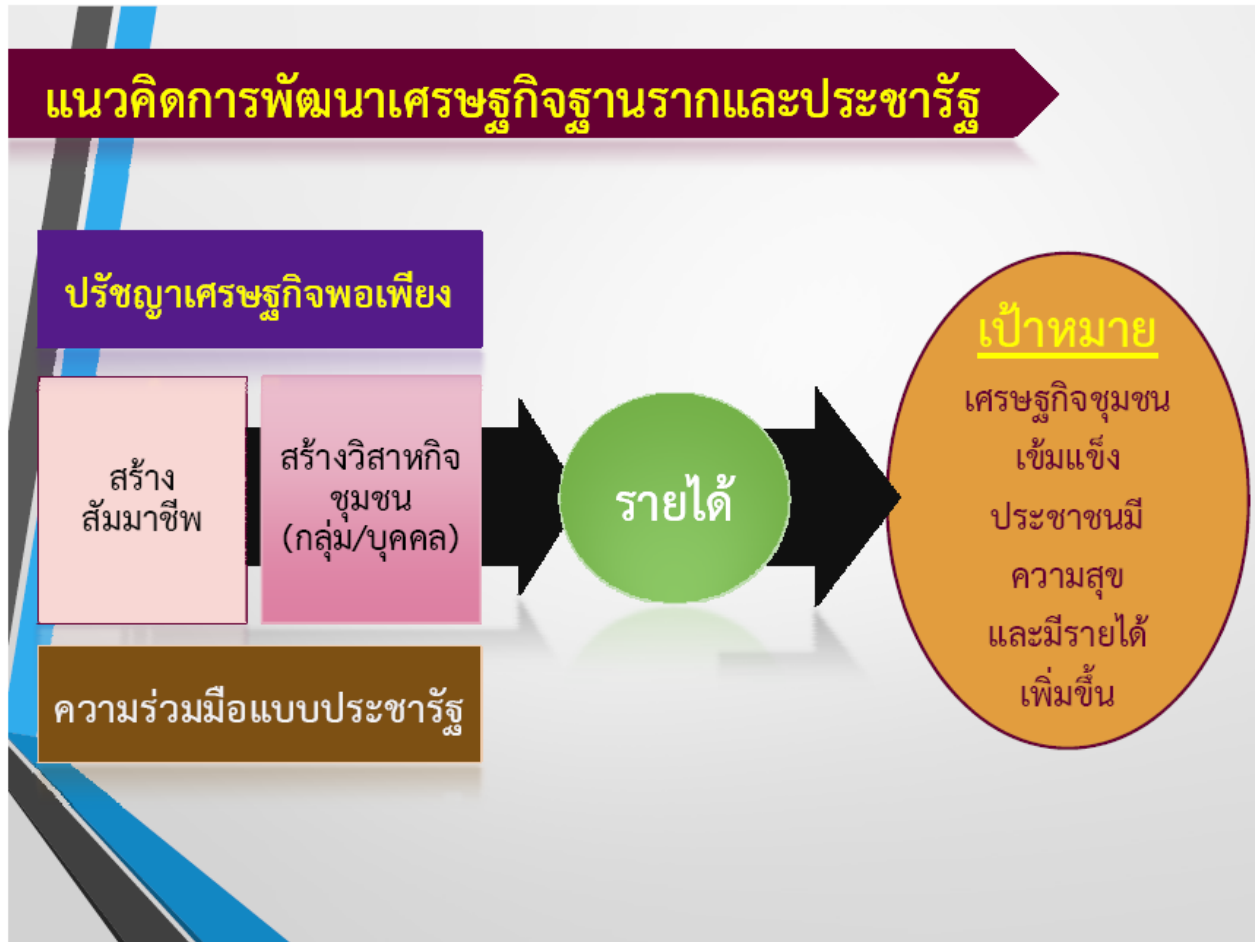 แนวคิดการพัฒนาเศรษฐกิจฐานรากและประชารัฐ
ปรัชญาเศรษฐกิจพอเพียง
สร้าง
สัมมาชีพ
สร้างวิสาหกิจ
ชุมชน
(กลุ่ม/บุคคล)
ความร่วมมือแบบประชารัฐ
รายได้
เป้าหมาย
เศรษฐกิจชุมชน
เข้มแข็ง
ประชาชนมี
ความสุข
และมีรายได้
เพิ่มขึ้น